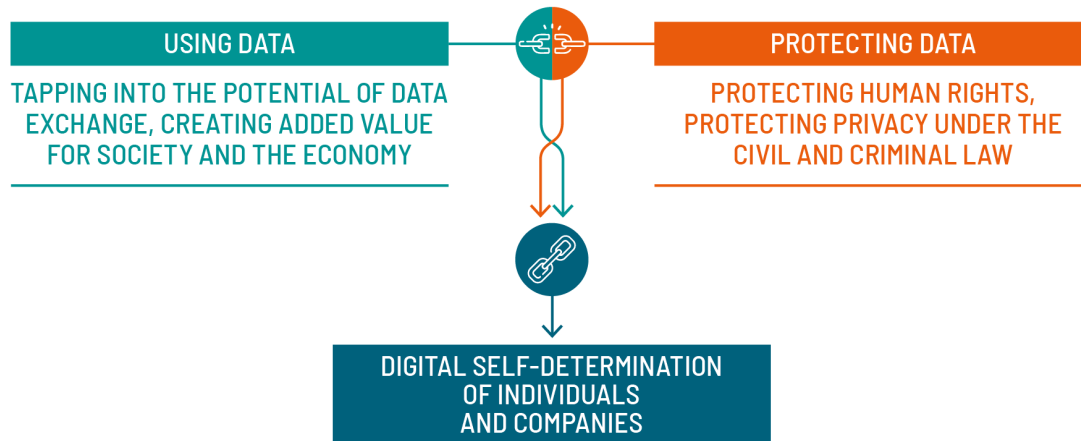 USING DATA
TAPPING INTO THE POTENTIAL OF DATA
EXCHANGE, CREATING ADDED VALUE
FOR SOCIETY AND THE ECONOMY
PROTECTING DATA
PROTECTING HUMAN RIGHTS,
PROTECTING PRIVACY UNDER THE
CIVIL AND CRIMINAL LAW
DIGITAL SELF-DETERMINATION
OF INDIVIDUALS
AND COMPANIES